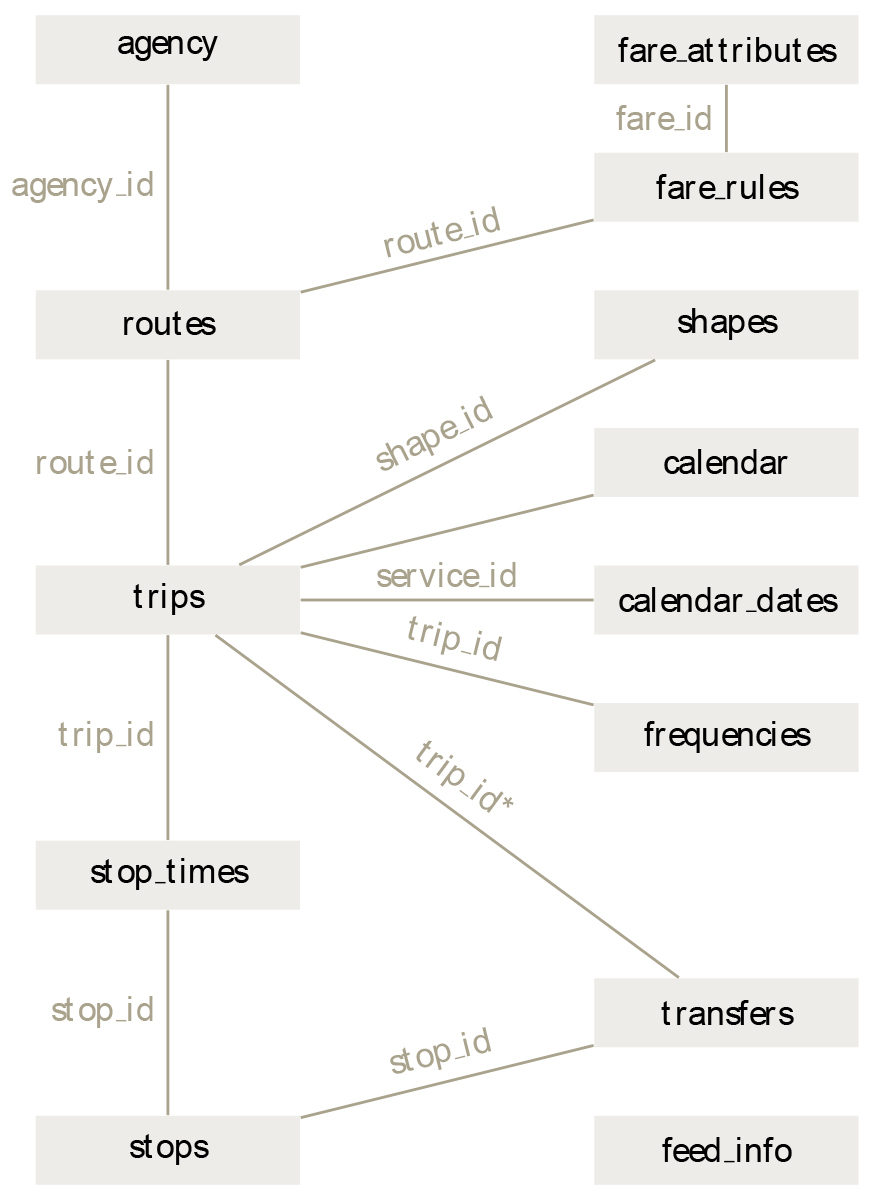 agency
fare_attributes
fare_id
agency_id
fare_rules
route_id
routes
shapes
shape_id
route_id
calendar
service_id
trips
calendar_dates
trip_id
trip_id
frequencies
trip_id*
stop_times
stop_id
transfers
stop_id
stops
feed_info